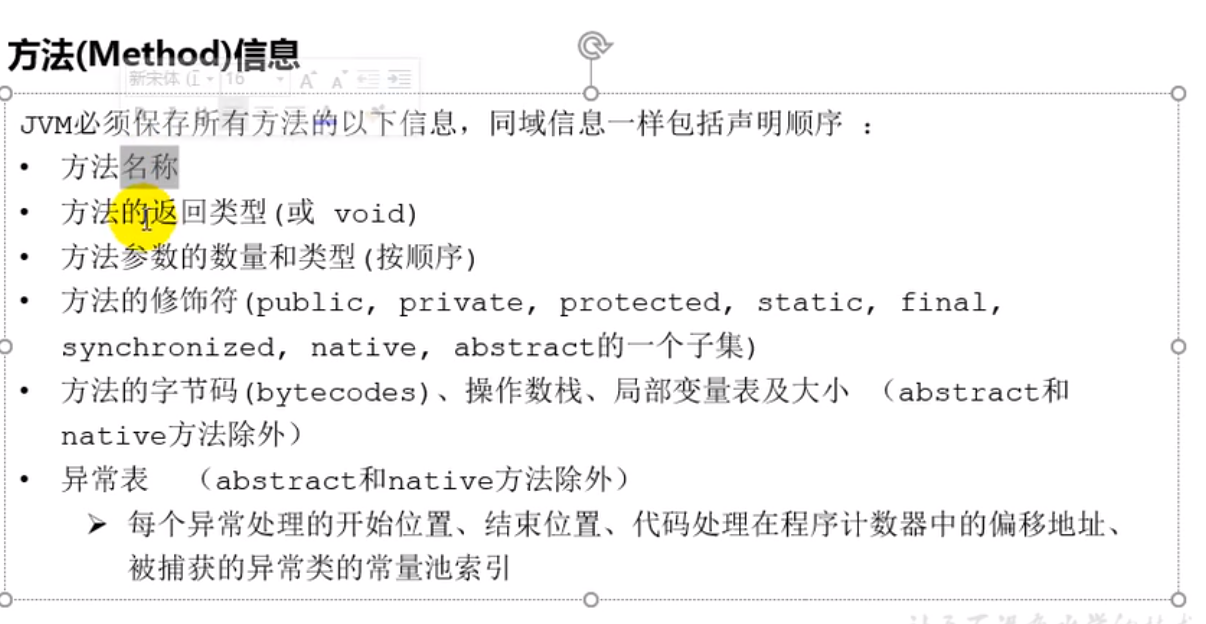 方法(Method)信息
新宋体 (正 16
JVM必须保存所有方法的以下信息，同域信息一样包括声明顺序 ：
• 方法名称
• 方法的返回类型(或 void)
• 方法参数的数量和类型(按顺序)
• 方法的修饰符(public, private, protected, static, final,
synchronized, native, abstract的一个子集)
• 方法的字节码(bytecodes)、操作数栈、局部变量表及大小 （abstract和
native方法除外）
• 异常表 （abstract和native方法除外）
➢ 每个异常处理的开始位置、结束位置、代码处理在程序计数器中的偏移地址、
被捕获的异常类的常量池索引